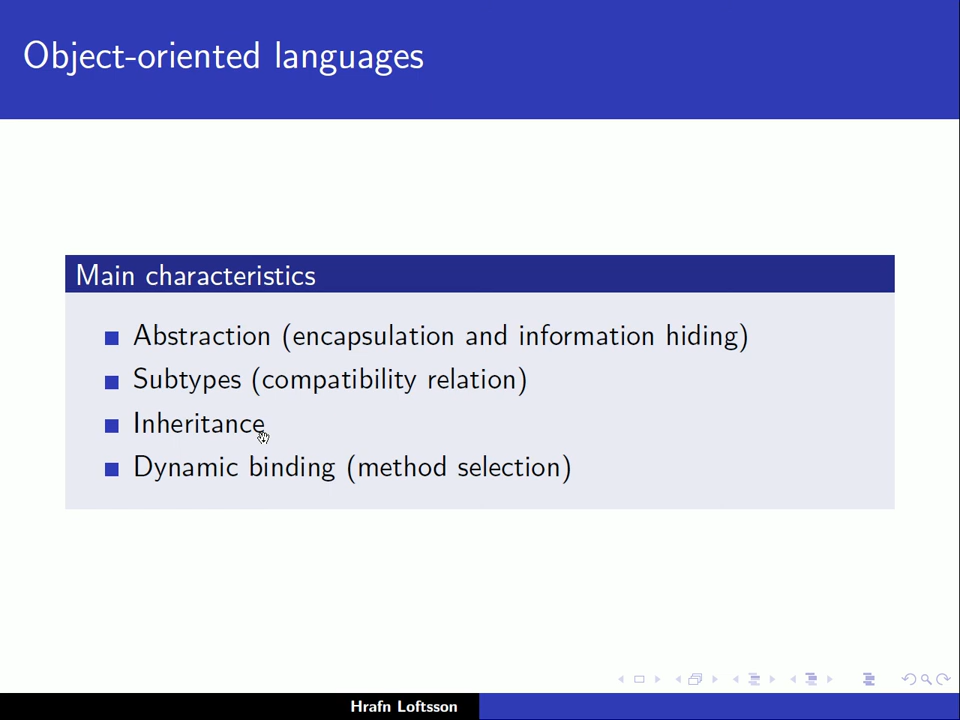 Object-oriented languages
Main characteristics
Abstraction (encapsulation and information hiding)
Subtypes (compatibility relation)
Inheritance
Dynamic binding (method selection)
Hrafn Loftsson